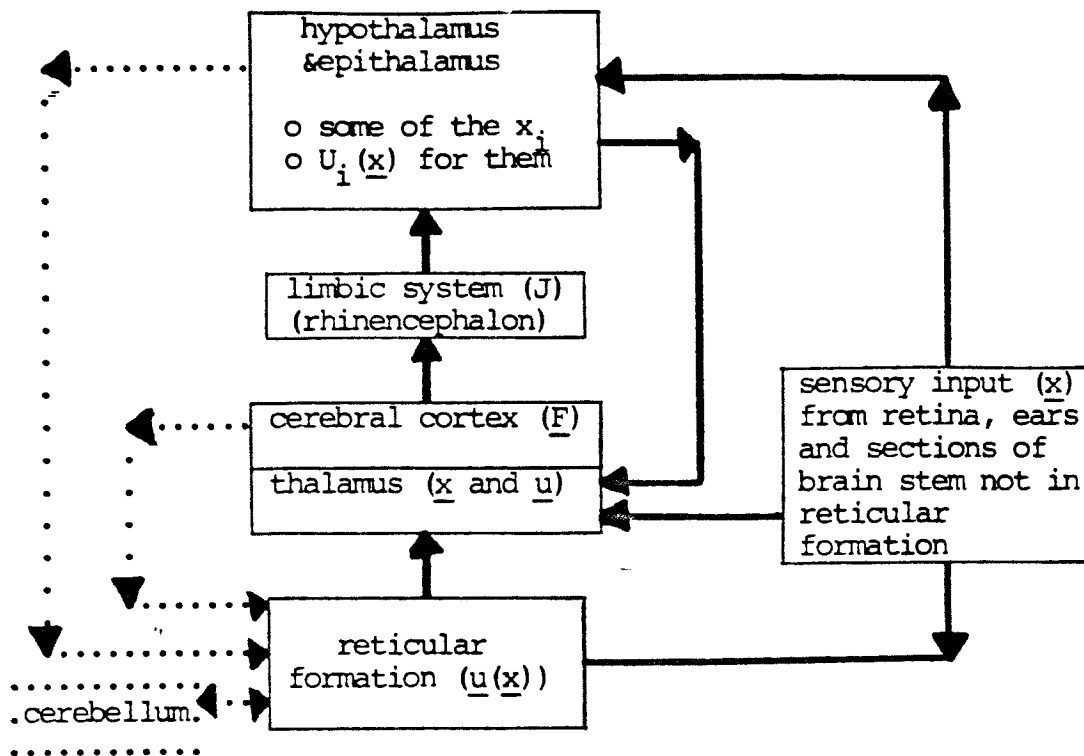 hypothalamus
&epithalamus
o some of the x_i
o U_i(x) for them
limbic system (J)
(rhinencephalon)
cerebral cortex (F)
thalamus (x and u)
sensory input (x)
from retina, ears
and sections of
brain stem not in
reticular
formation
reticular
formation (u(x))
cerebellum